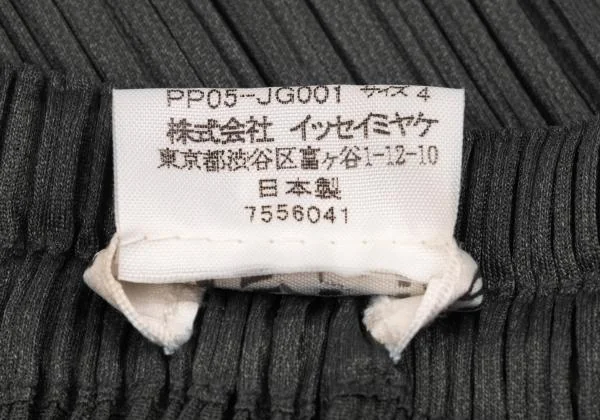 PP05-JG001 サイズ 4
株式会社 イッセイミヤケ
東京都渋谷区富ヶ谷1-12-10
日本製
7556041